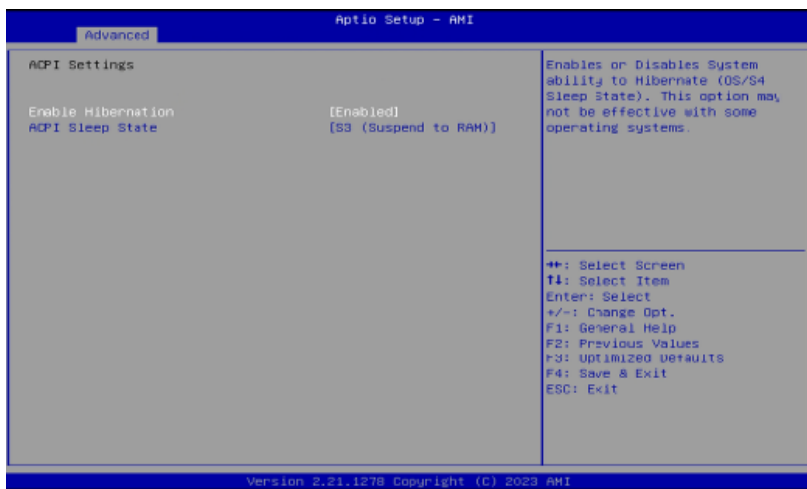 Aptio Setup – AMI
Advanced
ACPI Settings
Enable Hibernation [Enabled]
ACPI Sleep State [S3 (Suspend to RAM)]
Enables or Disables System
ability to Hibernate (OS/S4
Sleep State). This option may
not be effective with some
operating systems.
→←: Select Screen
↑↓: Select Item
Enter: Select
+/-: Change Opt.
F1: General Help
F2: Previous Values
F3: Optimized Defaults
F4: Save & Exit
ESC: Exit
Version 2.21.1278 Copyright (C) 2023 AMI